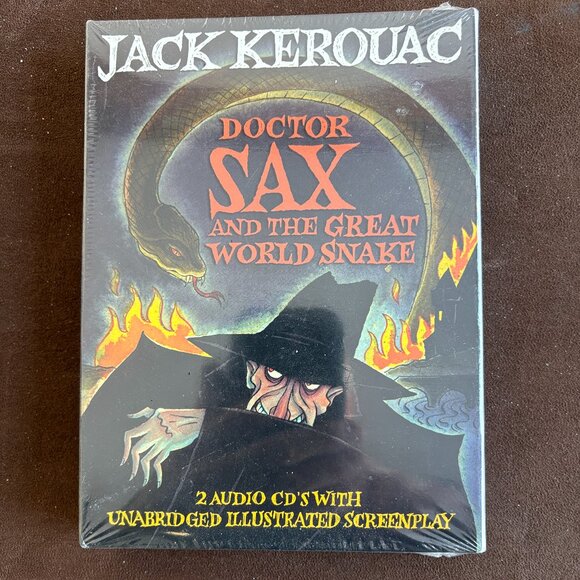 JACK KEROUAC
DOCTOR
SAX
AND THE GREAT
WORLD SNAKE
2 AUDIO CD'S WITH
UNABRIDGED ILLUSTRATED SCREENPLAY